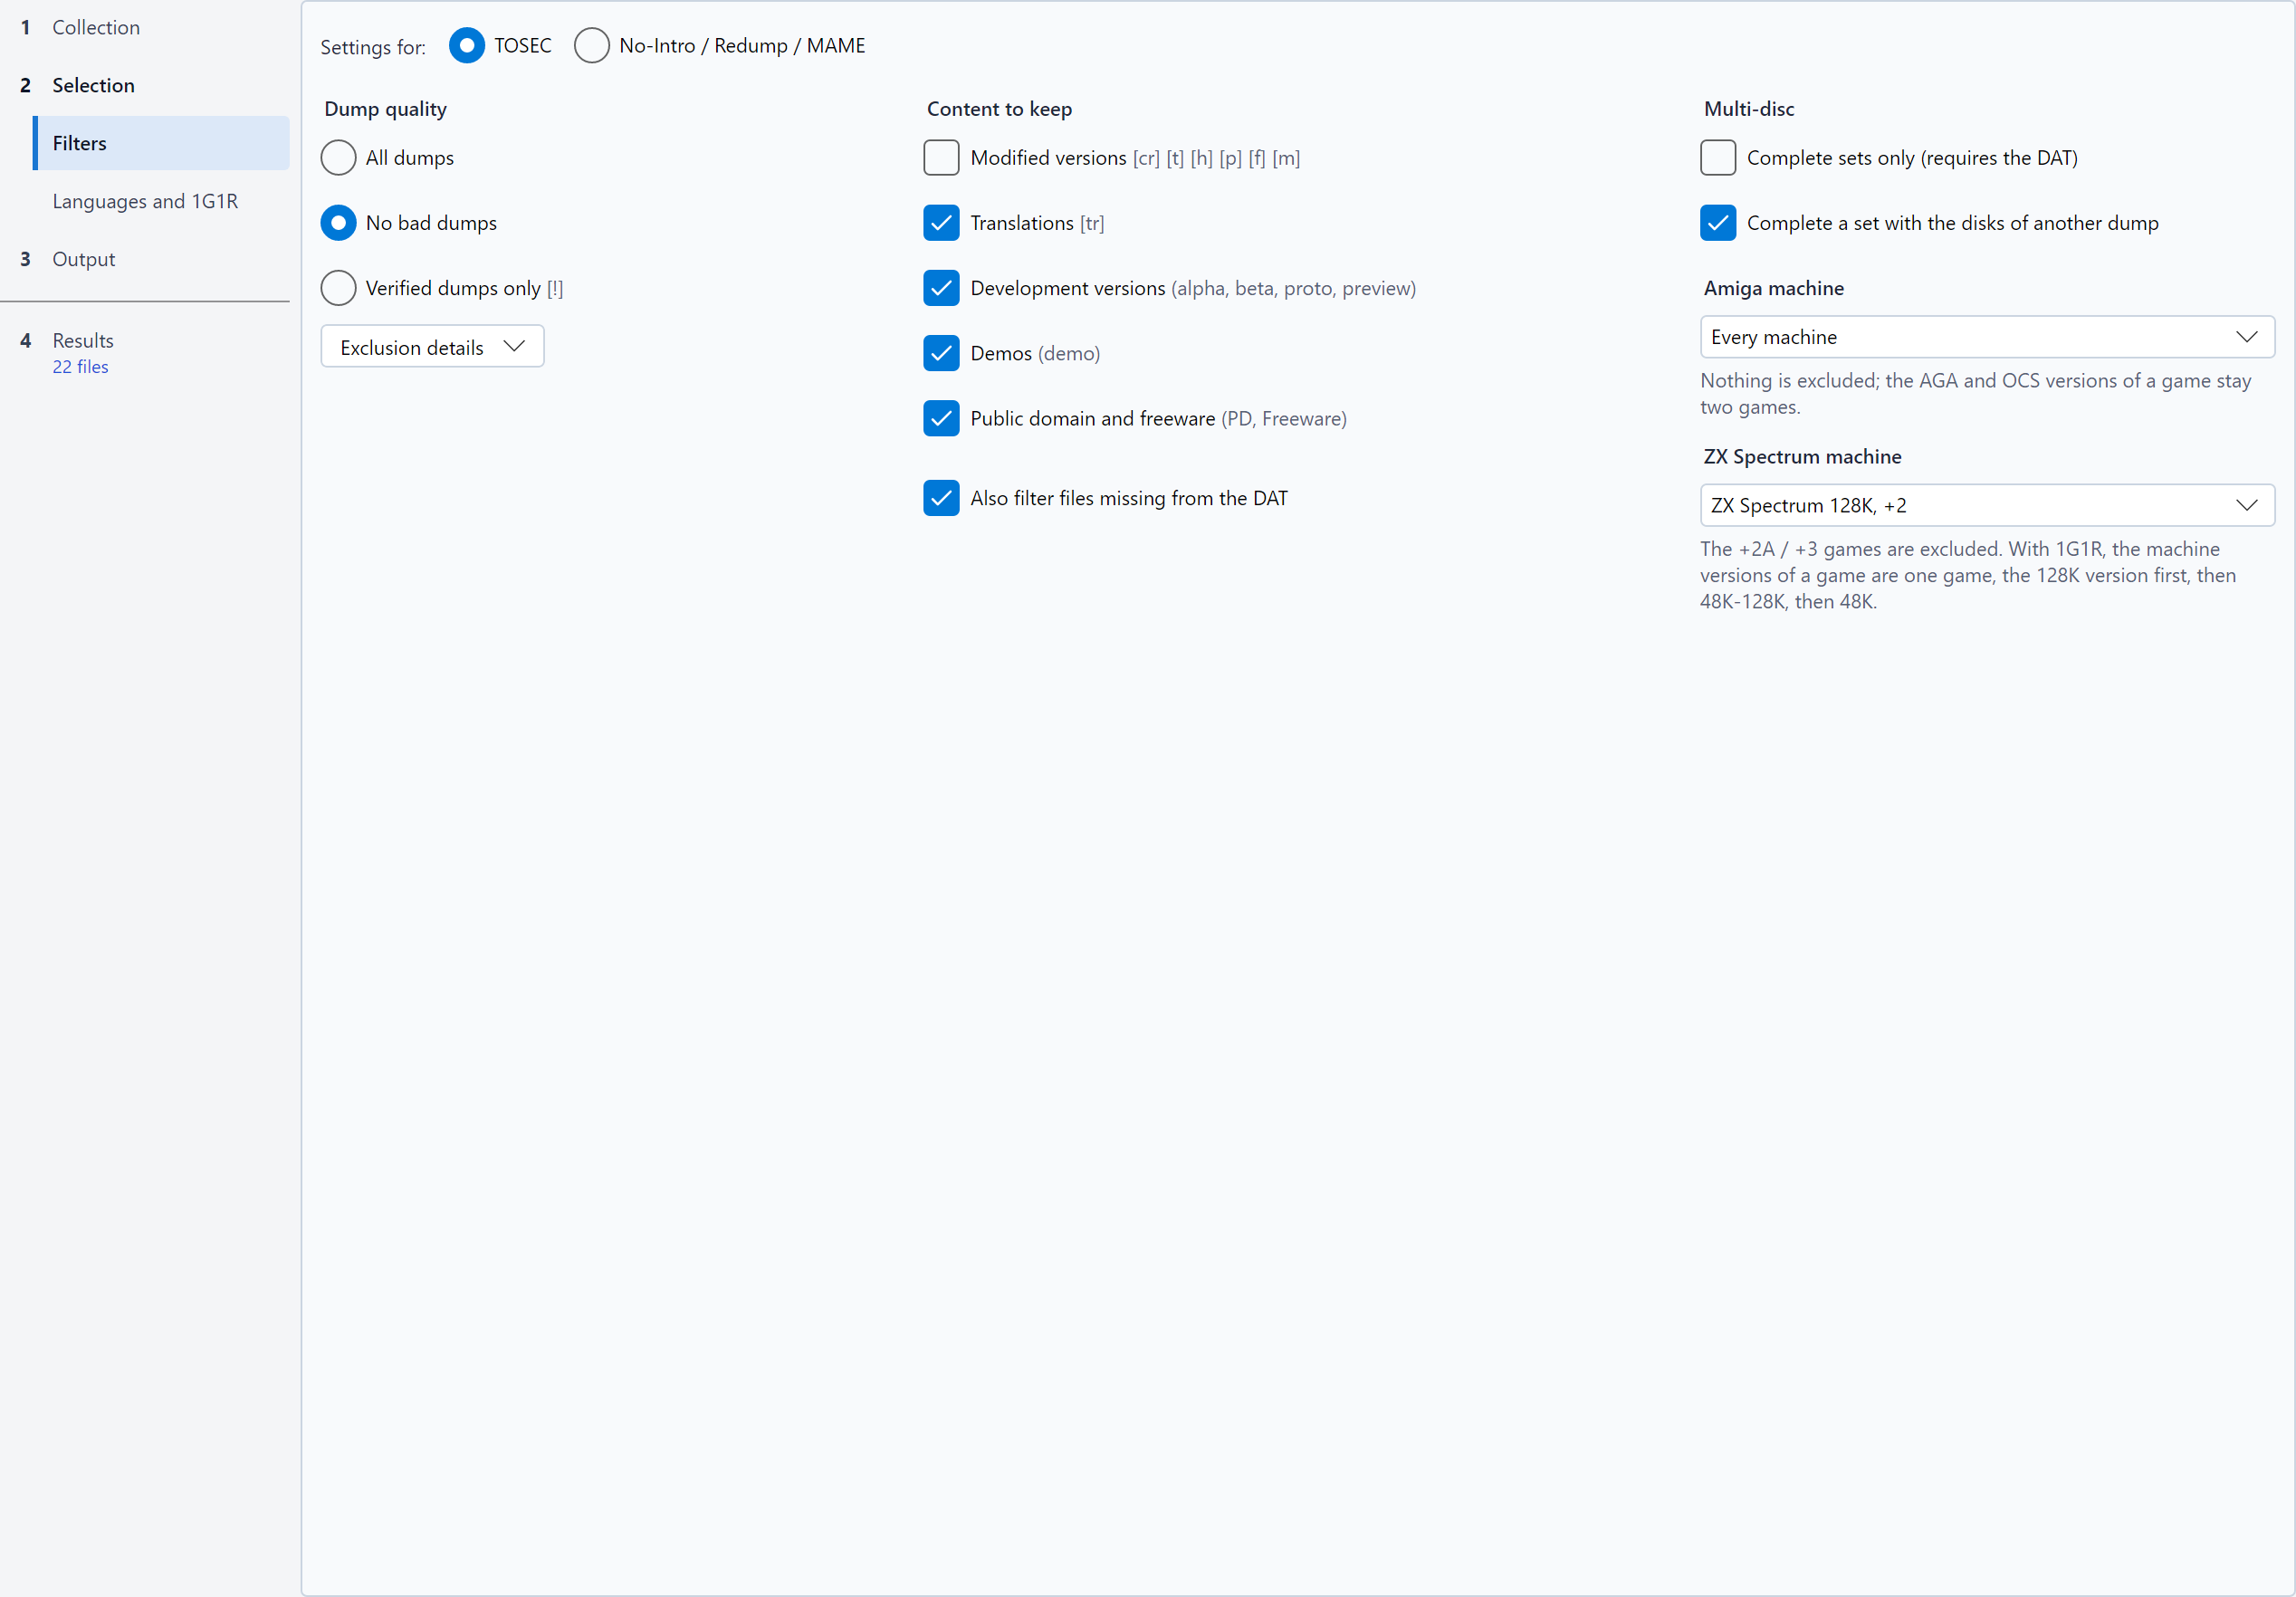 1 Collection
2 Selection
Filters
Languages and 1G1R
3 Output
4 Results
22 files
Settings for: TOSEC No-Intro / Redump / MAME
Dump quality
All dumps
No bad dumps
Verified dumps only [!]
Exclusion details
Content to keep
Modified versions [cr] [t] [h] [p] [f] [m]
Translations [tr]
Development versions (alpha, beta, proto, preview)
Demos (demo)
Public domain and freeware (PD, Freeware)
Also filter files missing from the DAT
Multi-disc
Complete sets only (requires the DAT)
Complete a set with the disks of another dump
Amiga machine
Every machine
Nothing is excluded; the AGA and OCS versions of a game stay
two games.
ZX Spectrum machine
ZX Spectrum 128K, +2
The +2A / +3 games are excluded. With 1G1R, the machine
versions of a game are one game, the 128K version first, then
48K-128K, then 48K.